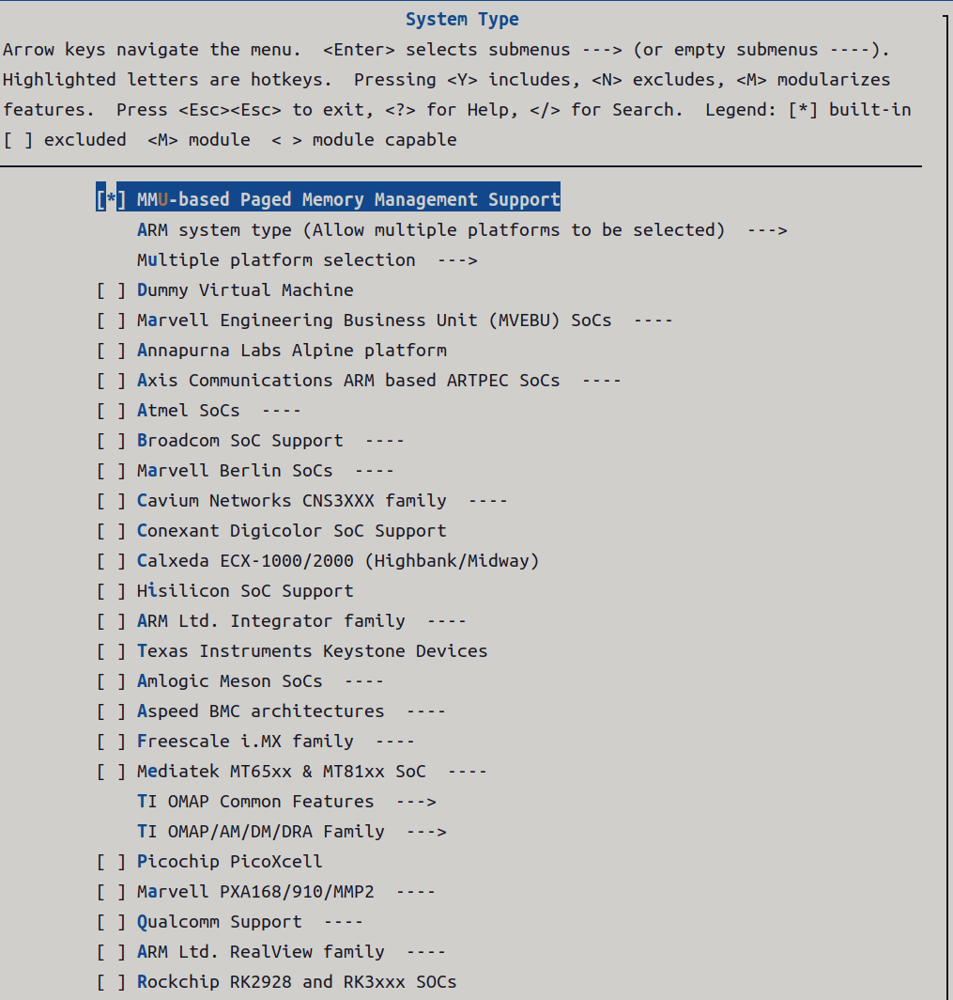 System Type
Arrow keys navigate the menu.  <Enter> selects submenus ---> (or empty submenus ----).
Highlighted letters are hotkeys.  Pressing <Y> includes, <N> excludes, <M> modularizes
features.  Press <Esc><Esc> to exit, <?> for Help, </> for Search.  Legend: [*] built-in
[ ] excluded  <M> module  < > module capable
[*] MMU-based Paged Memory Management Support
ARM system type (Allow multiple platforms to be selected)  --->
Multiple platform selection  --->
[ ] Dummy Virtual Machine
[ ] Marvell Engineering Business Unit (MVEBU) SoCs  ----
[ ] Annapurna Labs Alpine platform
[ ] Axis Communications ARM based ARTPEC SoCs  ----
[ ] Atmel SoCs  ----
[ ] Broadcom SoC Support  ----
[ ] Marvell Berlin SoCs  ----
[ ] Cavium Networks CNS3XXX family  ----
[ ] Conexant Digicolor SoC Support
[ ] Calxeda ECX-1000/2000 (Highbank/Midway)
[ ] Hisilicon SoC Support
[ ] ARM Ltd. Integrator family  ----
[ ] Texas Instruments Keystone Devices
[ ] Amlogic Meson SoCs  ----
[ ] Aspeed BMC architectures  ----
[ ] Freescale i.MX family  ----
[ ] Mediatek MT65xx & MT81xx SoC  ----
TI OMAP Common Features  --->
TI OMAP/AM/DM/DRA Family  --->
[ ] Picochip PicoXcell
[ ] Marvell PXA168/910/MMP2  ----
[ ] Qualcomm Support  ----
[ ] ARM Ltd. RealView family  ----
[ ] Rockchip RK2928 and RK3xxx SOCs